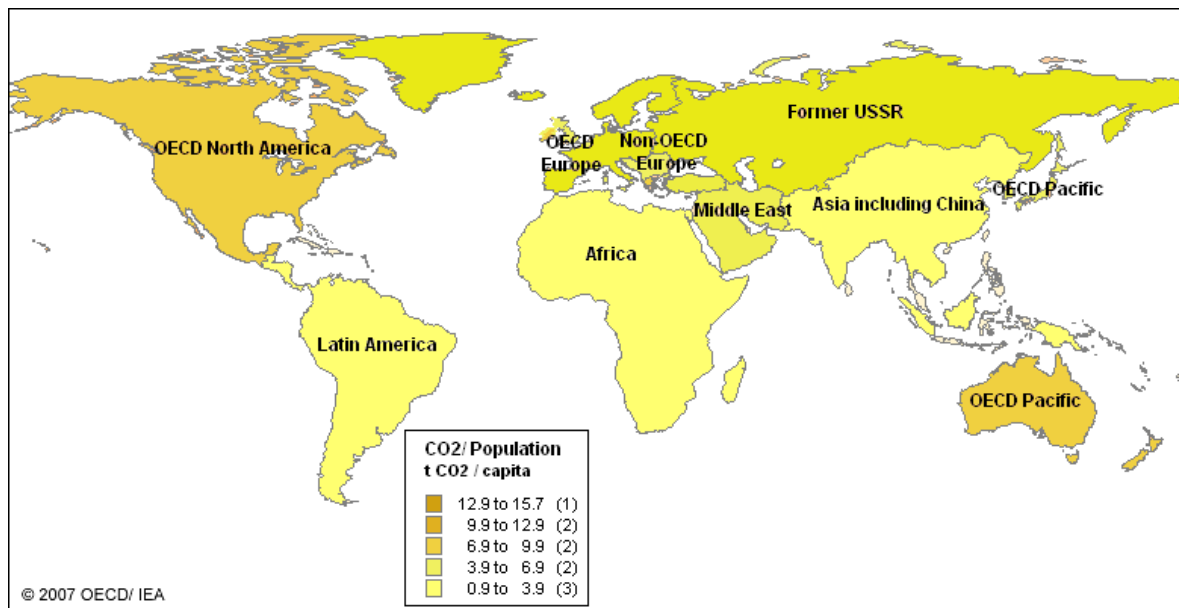 Former USSR
OECD North America
OECD
Europe
Non-OECD
Europe
OECD Pacific
Middle East
Asia including China
Africa
Latin America
OECD Pacific
CO2/ Population
t CO2 / capita
12.9 to 15.7 (1)
9.9 to 12.9 (2)
6.9 to 9.9 (2)
3.9 to 6.9 (2)
0.9 to 3.9 (3)
© 2007 OECD/ IEA